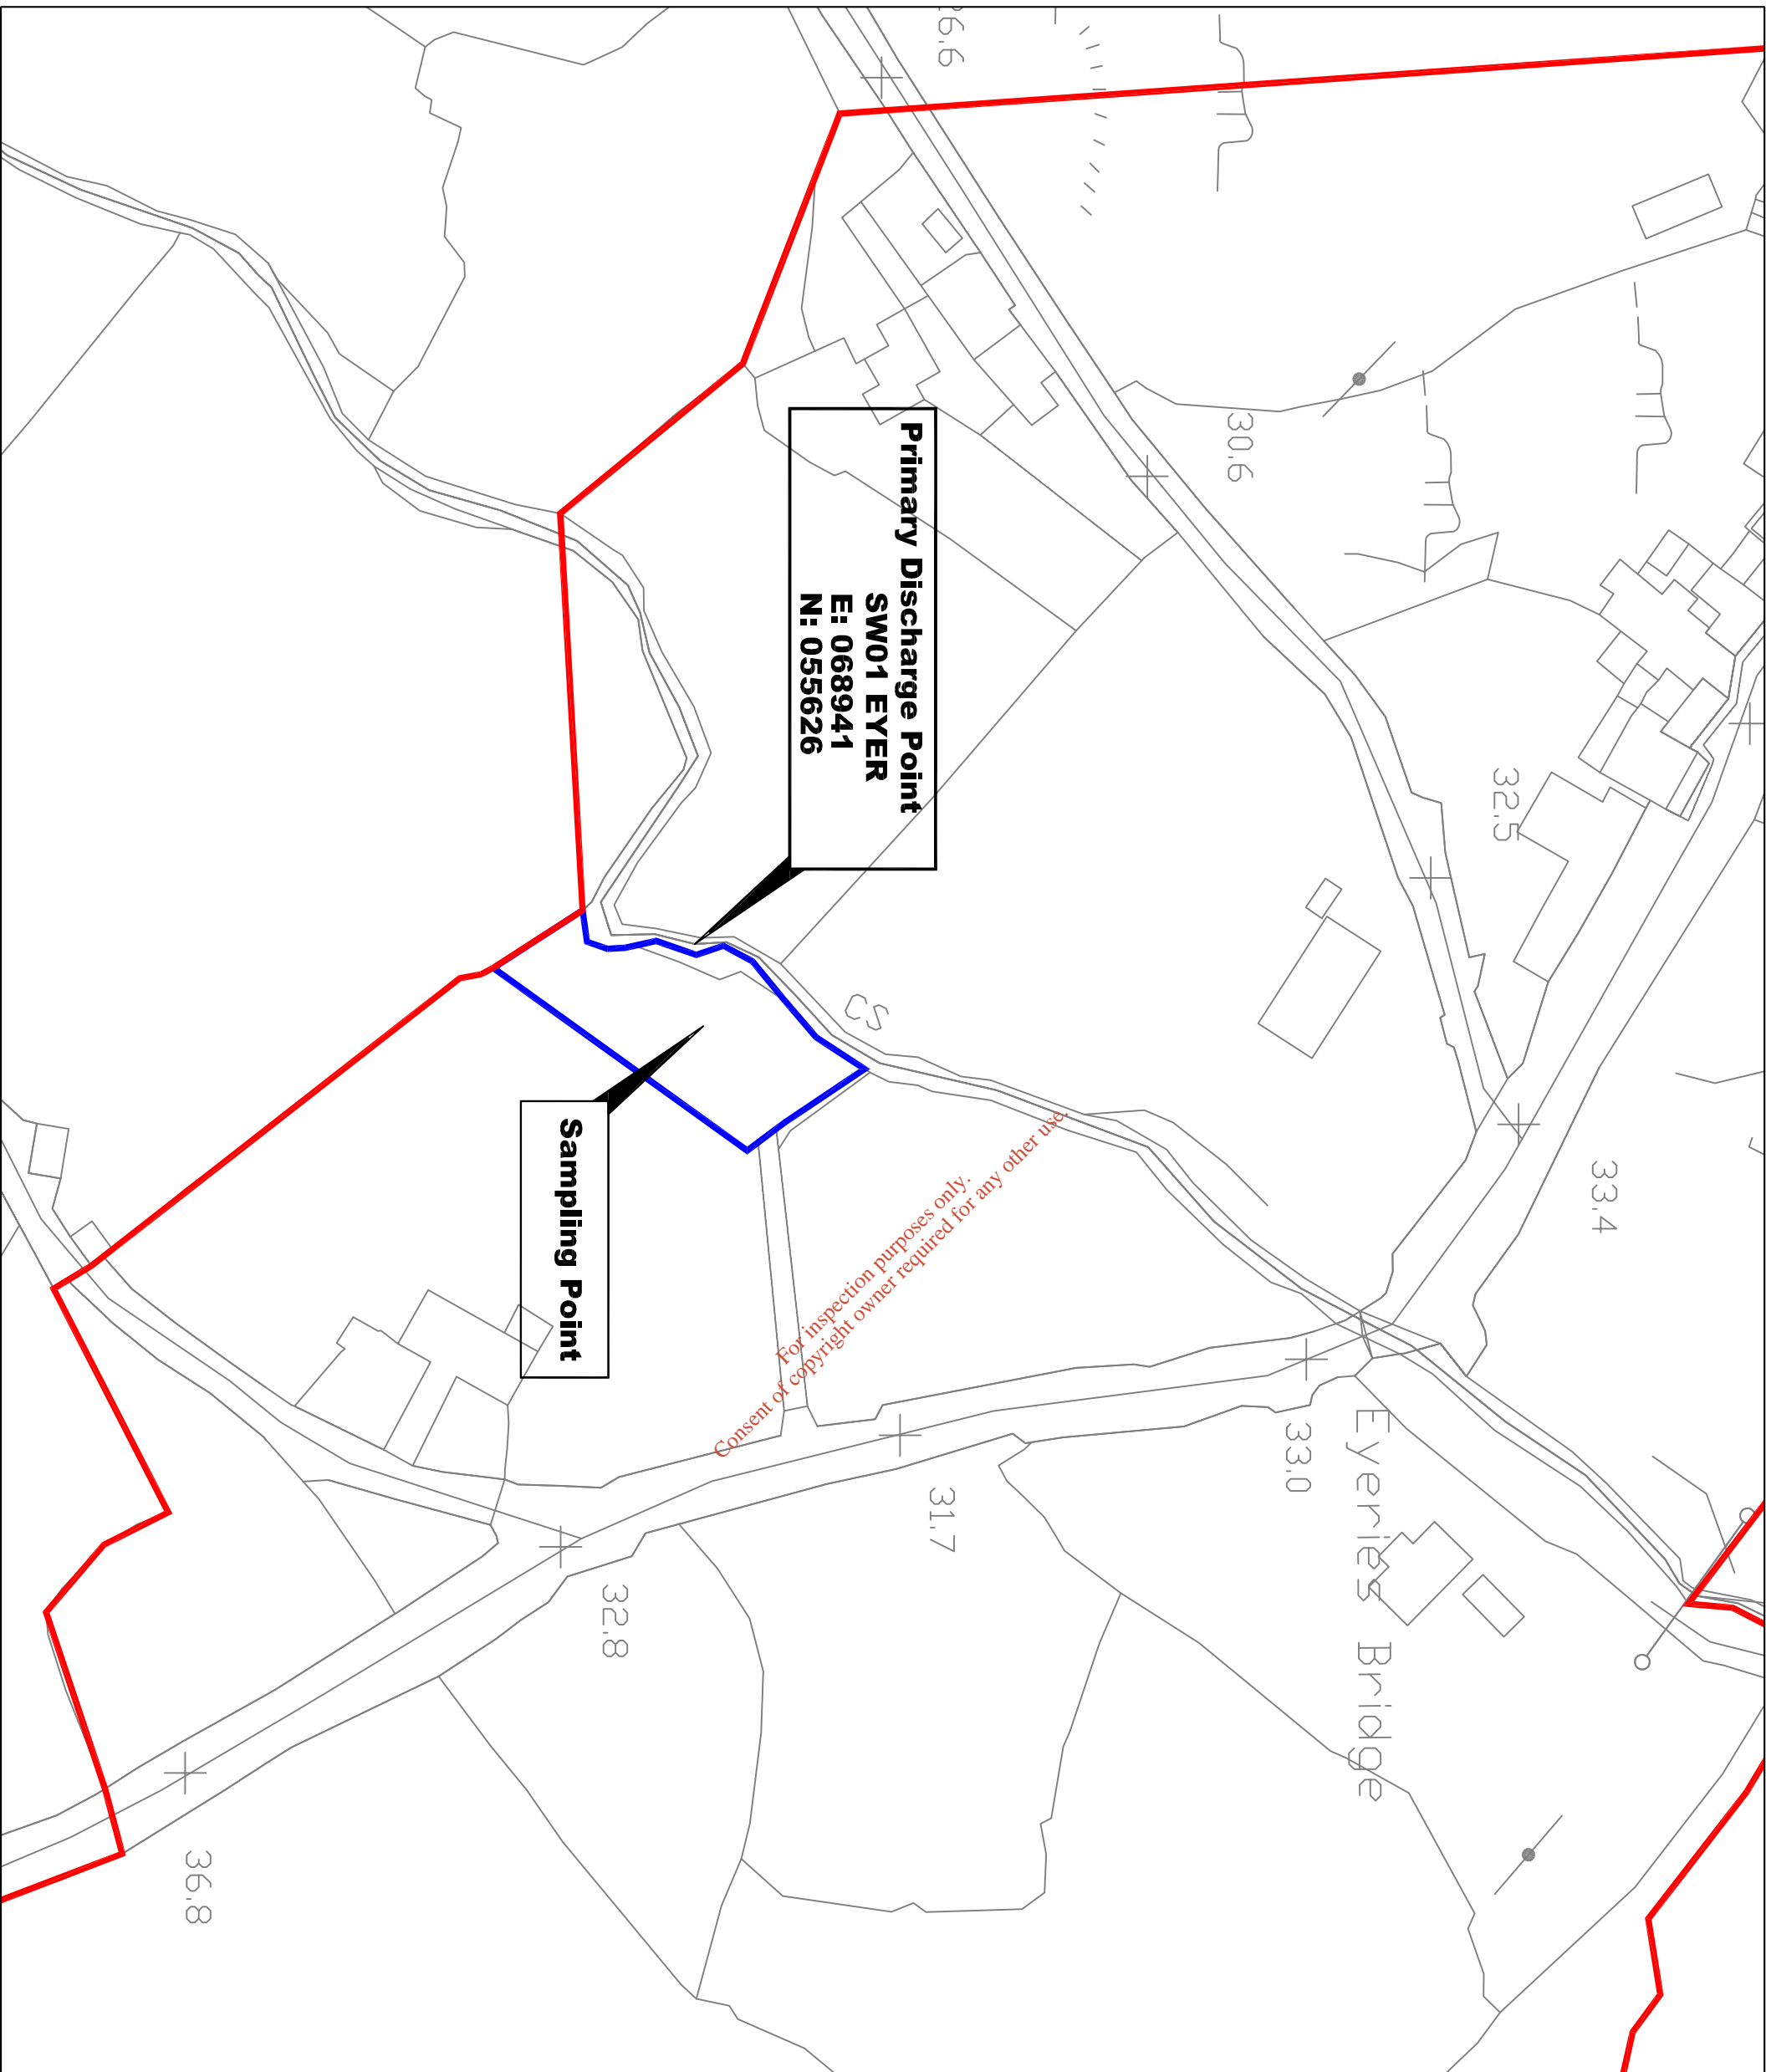 26.6
30.6
32.5
33.4
Primary Discharge Point
SW01 EYER
E: 068941
N: 055626
Sampling Point
33.0
Eyeries Bridge
31.7
32.8
36.8
For inspection purposes only.
Consent of copyright owner required for any other use.